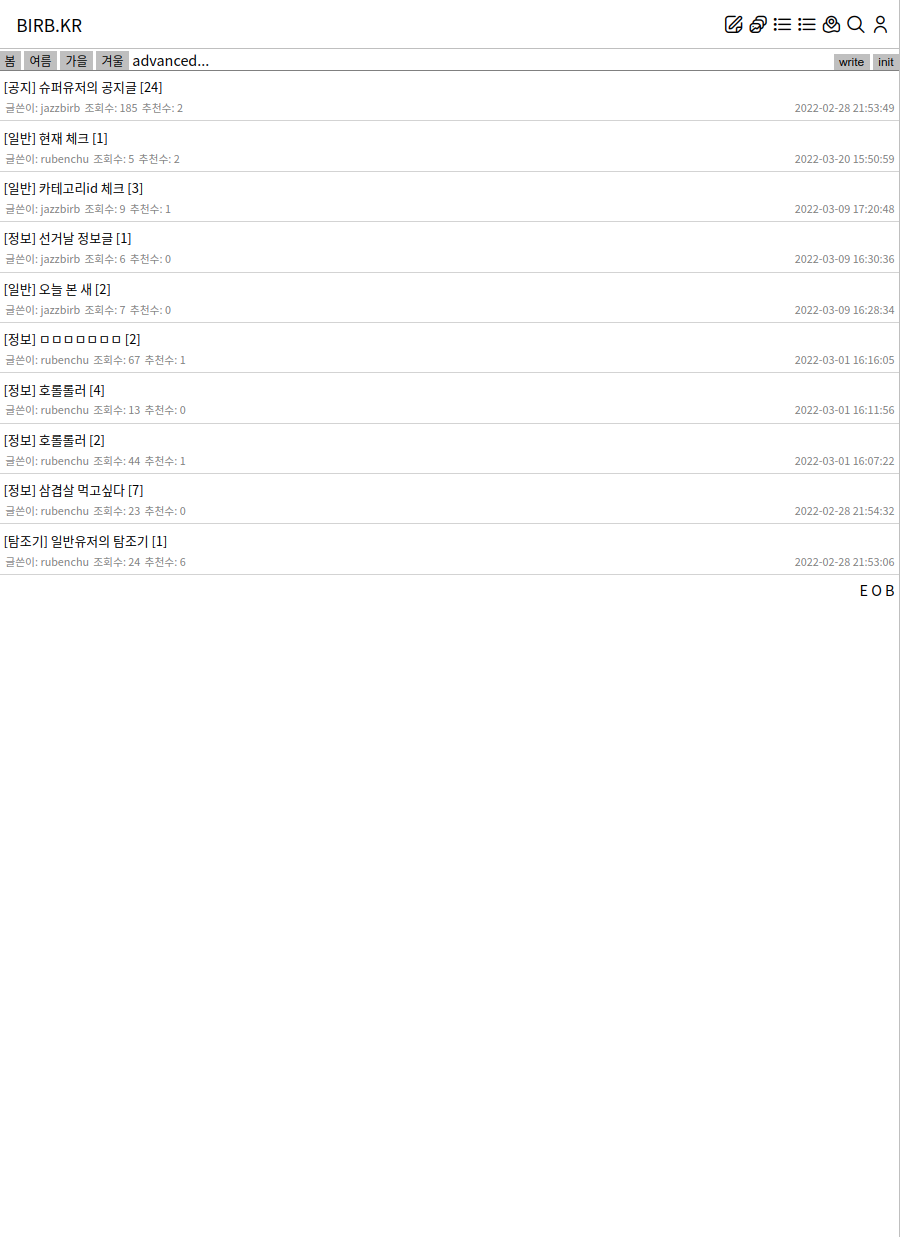 BIRB.KR
봄 여름 가을 겨울 advanced... write init
[공지] 슈퍼유저의 공지글 [24]
글쓴이: jazzbirb 조회수: 185 추천수: 2 2022-02-28 21:53:49
[일반] 현재 체크 [1]
글쓴이: rubenchu 조회수: 5 추천수: 2 2022-03-20 15:50:59
[일반] 카테고리id 체크 [3]
글쓴이: jazzbirb 조회수: 9 추천수: 1 2022-03-09 17:20:48
[정보] 선거날 정보글 [1]
글쓴이: jazzbirb 조회수: 6 추천수: 0 2022-03-09 16:30:36
[일반] 오늘 본 새 [2]
글쓴이: jazzbirb 조회수: 7 추천수: 0 2022-03-09 16:28:34
[정보] ㅁㅁㅁㅁㅁㅁㅁ [2]
글쓴이: rubenchu 조회수: 67 추천수: 1 2022-03-01 16:16:05
[정보] 호롤롤러 [4]
글쓴이: rubenchu 조회수: 13 추천수: 0 2022-03-01 16:11:56
[정보] 호롤롤러 [2]
글쓴이: rubenchu 조회수: 44 추천수: 1 2022-03-01 16:07:22
[정보] 삼겹살 먹고싶다 [7]
글쓴이: rubenchu 조회수: 23 추천수: 0 2022-02-28 21:54:32
[탐조기] 일반유저의 탐조기 [1]
글쓴이: rubenchu 조회수: 24 추천수: 6 2022-02-28 21:53:06
E O B